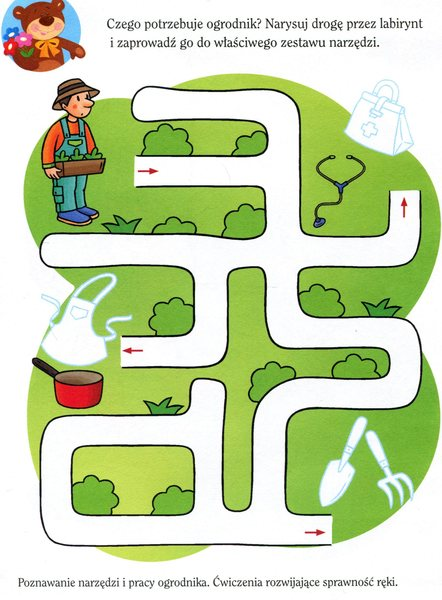 Czego potrzebuje ogrodnik? Narysuj drogę przez labirynt
i zaprowadź go do właściwego zestawu narzędzi.
Poznawanie narzędzi i pracy ogrodnika. Ćwiczenia rozwijające sprawność ręki.